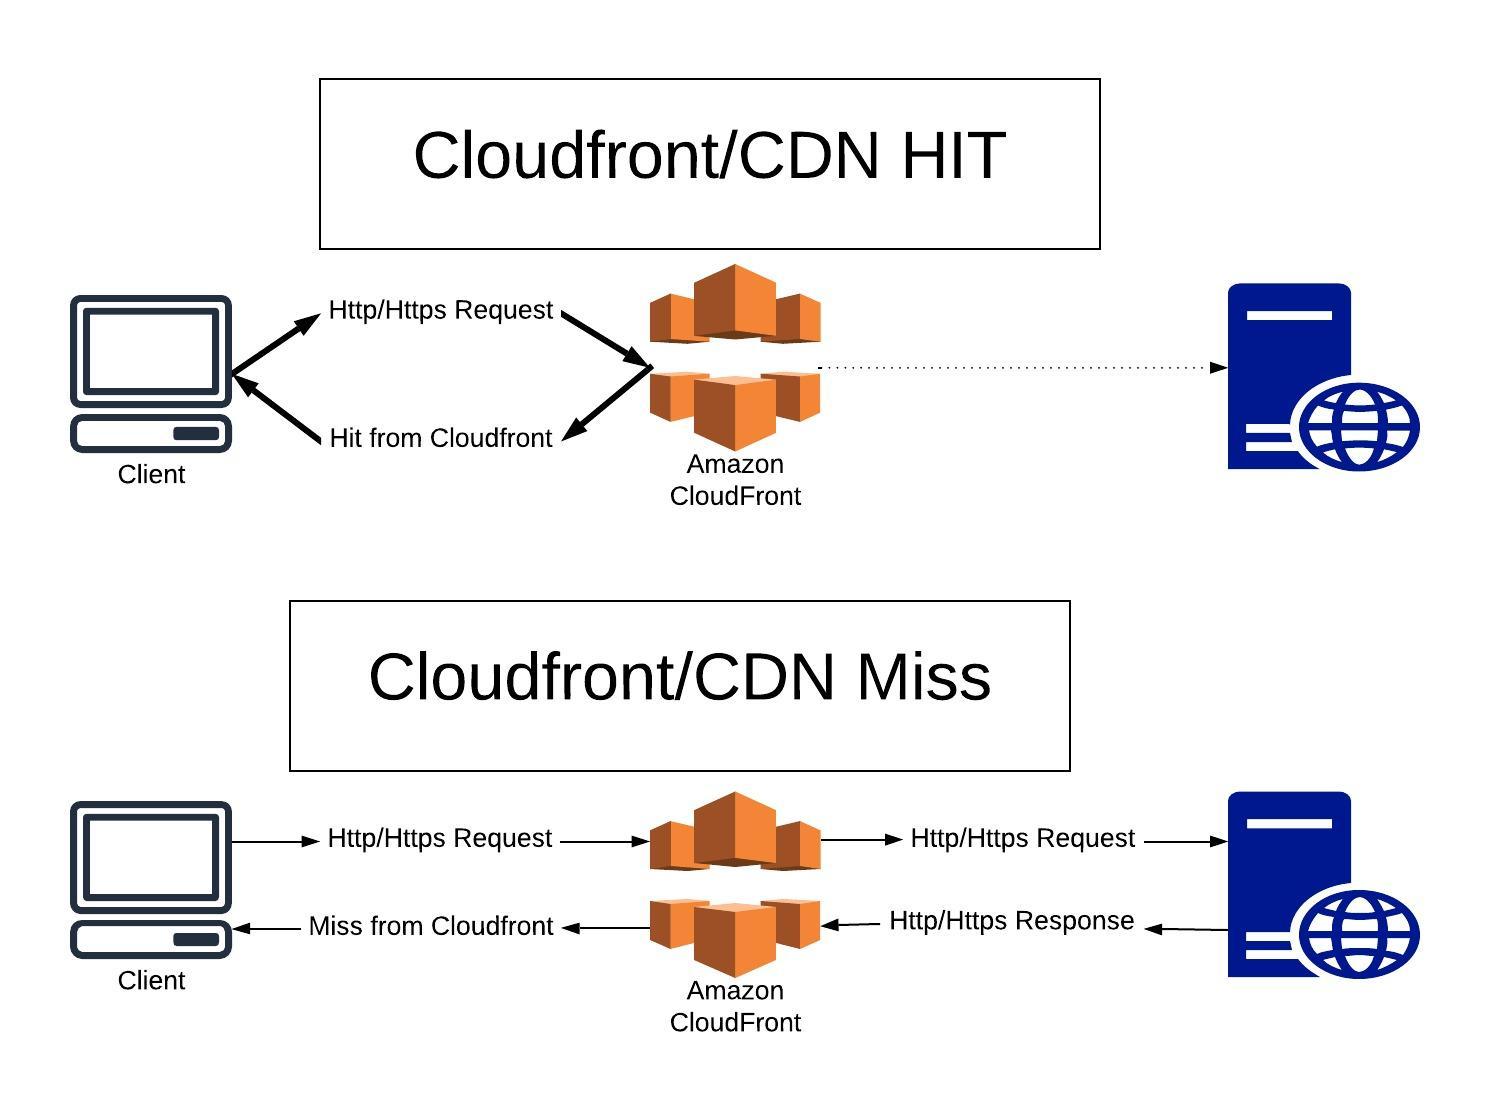 Cloudfront/CDN HIT
Http/Https Request
Hit from Cloudfront
Client
Amazon
CloudFront
Cloudfront/CDN Miss
Http/Https Request
Http/Https Request
Miss from Cloudfront
Http/Https Response
Client
Amazon
CloudFront